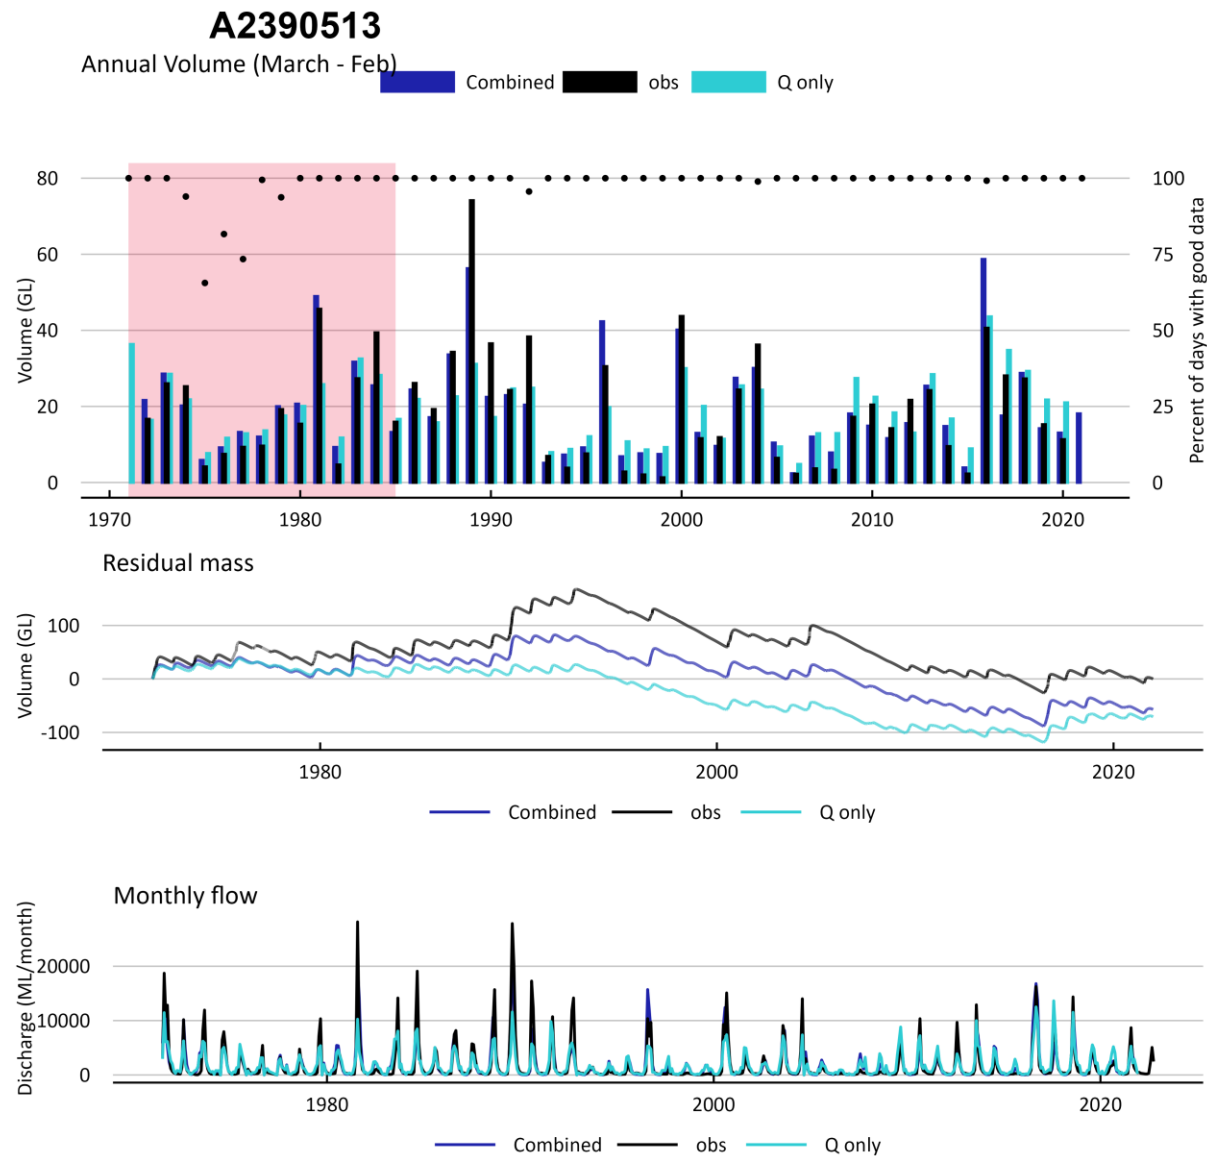 A2390513
Annual Volume (March - Feb)
Combined obs Q only
80 100
60 75
40 50
20 25
0 0
Volume (GL)
Percent of days with good data
1970 1980 1990 2000 2010 2020
Residual mass
100
0
-100
Volume (GL)
1980 2000 2020
Combined obs Q only
Monthly flow
20000
10000
0
Discharge (ML/month)
1980 2000 2020
Combined obs Q only